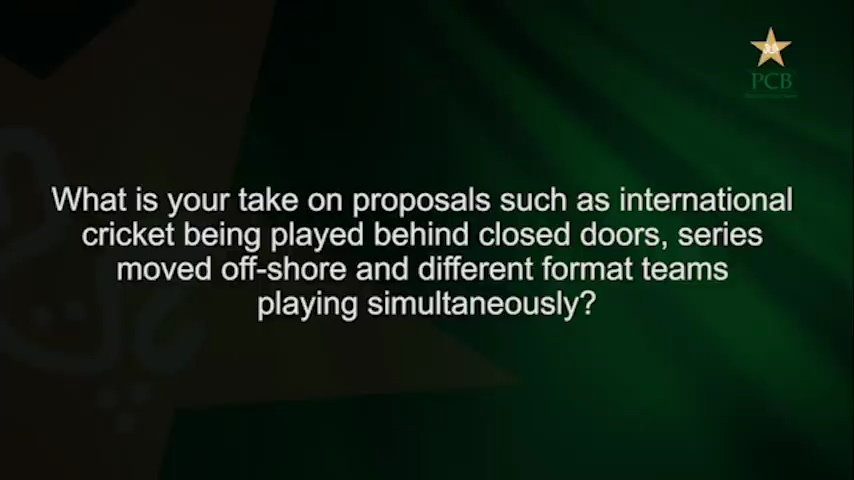 PCB
What is your take on proposals such as international
cricket being played behind closed doors, series
moved off-shore and different format teams
playing simultaneously?